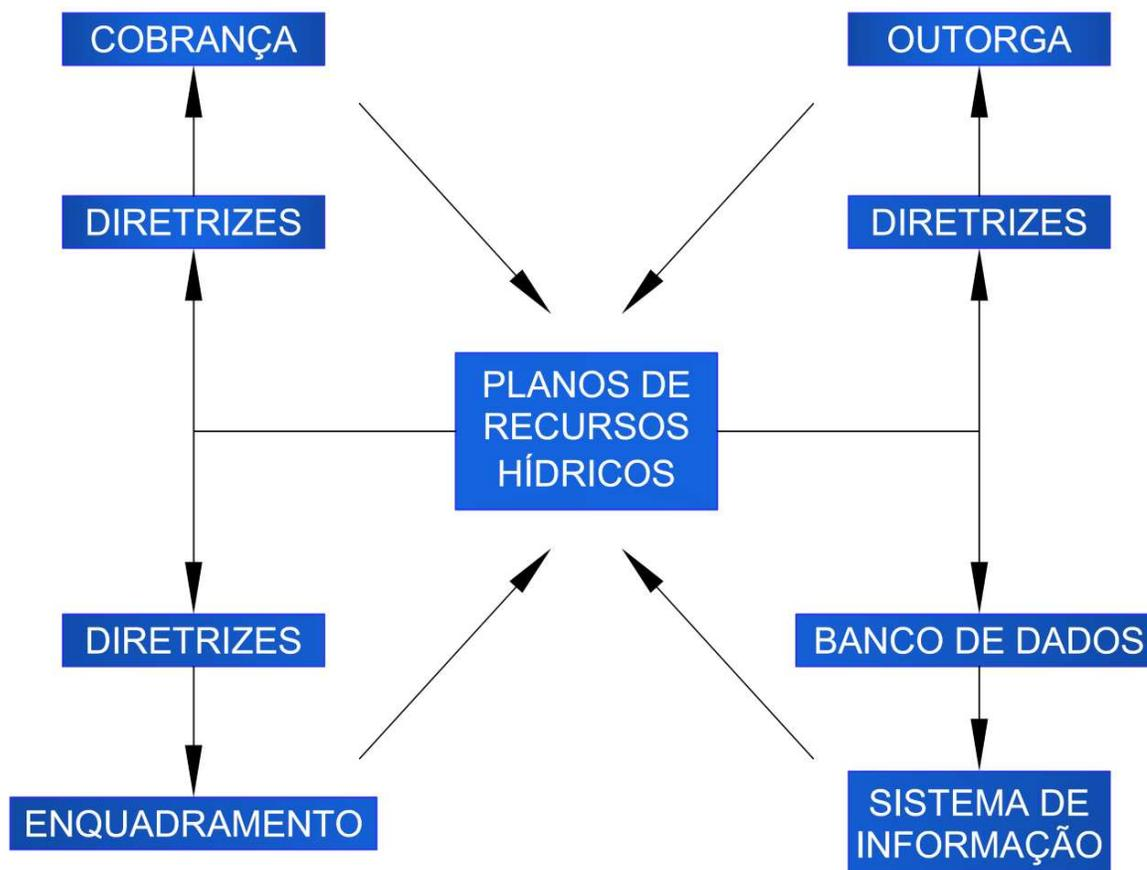 COBRANÇA
OUTORGA
DIRETRIZES
DIRETRIZES
PLANOS DE
RECURSOS
HÍDRICOS
DIRETRIZES
BANCO DE DADOS
ENQUADRAMENTO
SISTEMA DE
INFORMAÇÃO